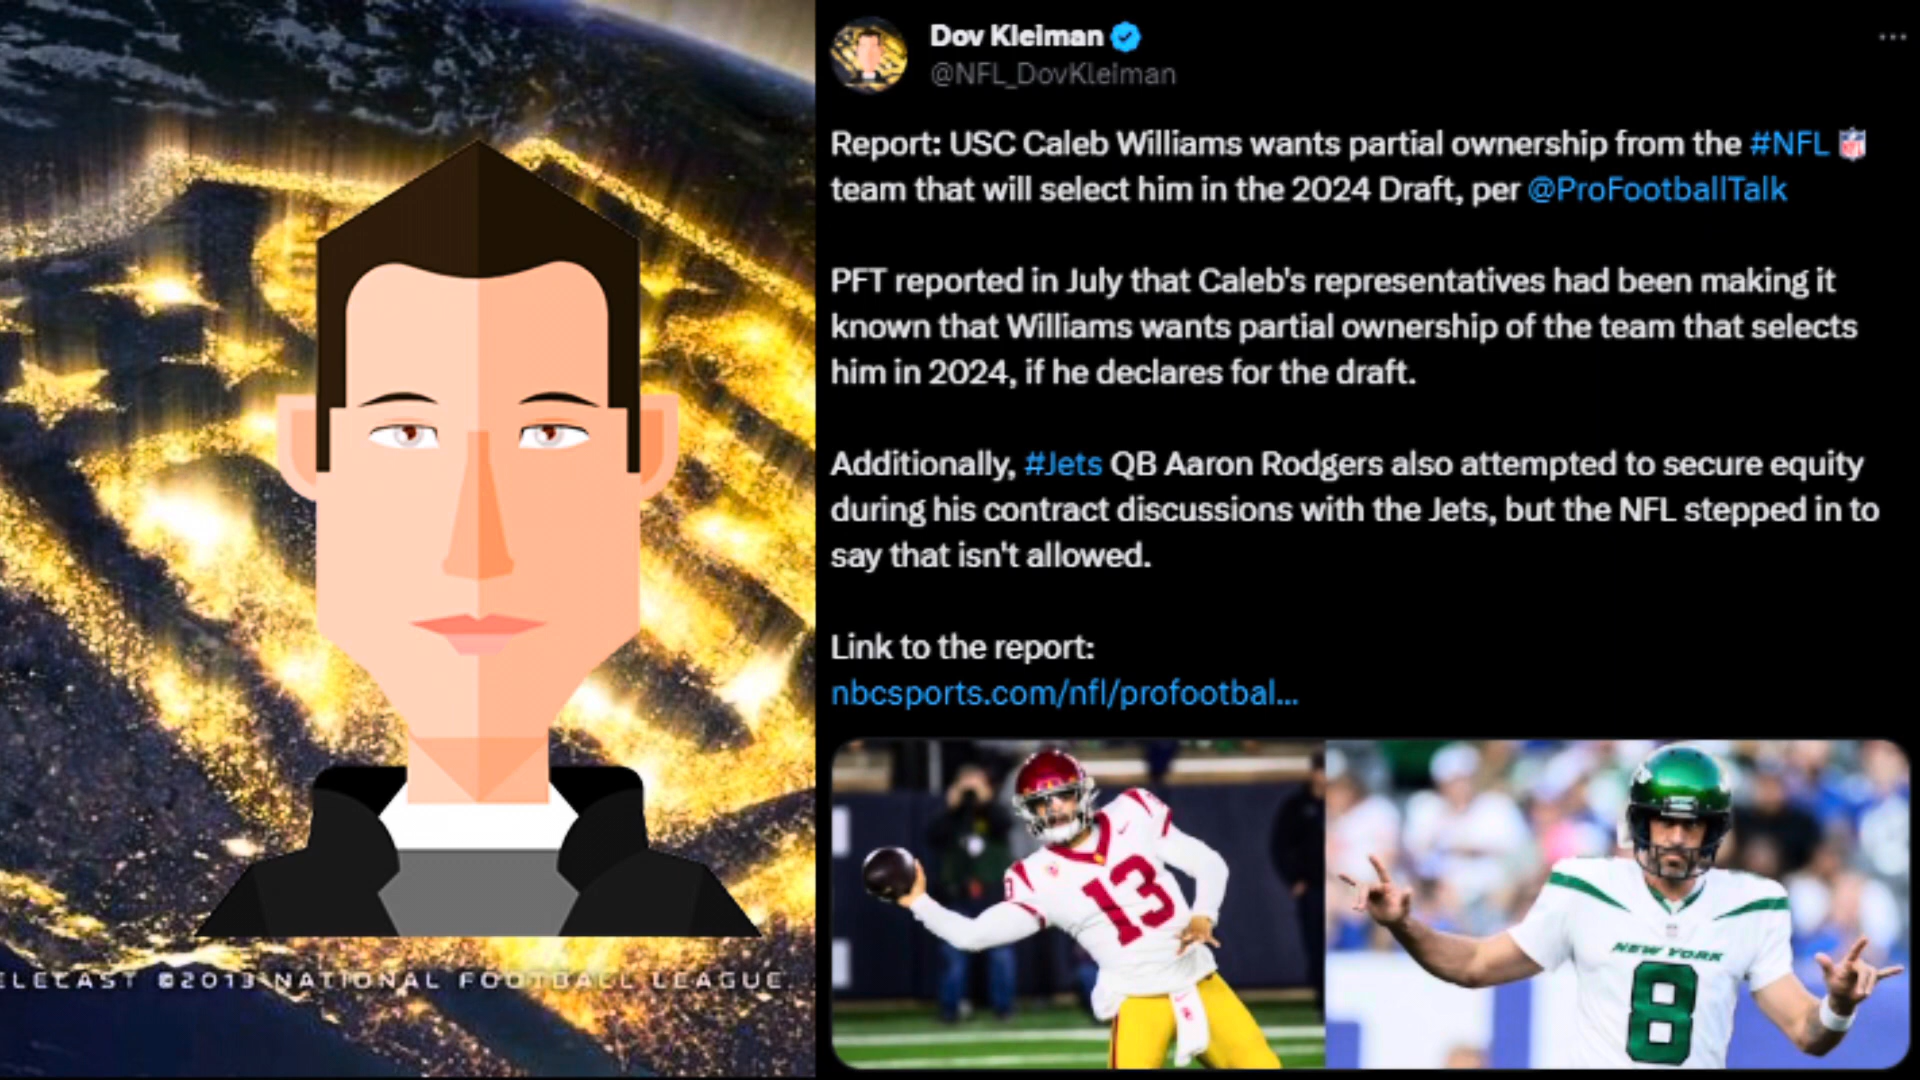 Dov Kleiman
@NFL_DovKleiman
Report: USC Caleb Williams wants partial ownership from the #NFL
team that will select him in the 2024 Draft, per @ProFootballTalk
PFT reported in July that Caleb's representatives had been making it
known that Williams wants partial ownership of the team that selects
him in 2024, if he declares for the draft.
Additionally, #Jets QB Aaron Rodgers also attempted to secure equity
during his contract discussions with the Jets, but the NFL stepped in to
say that isn't allowed.
Link to the report:
nbcsports.com/nfl/profootbal...
13
NEW YORK
8
ELECAST ©2013 NATIONAL FOOTBALL LEAGUE.